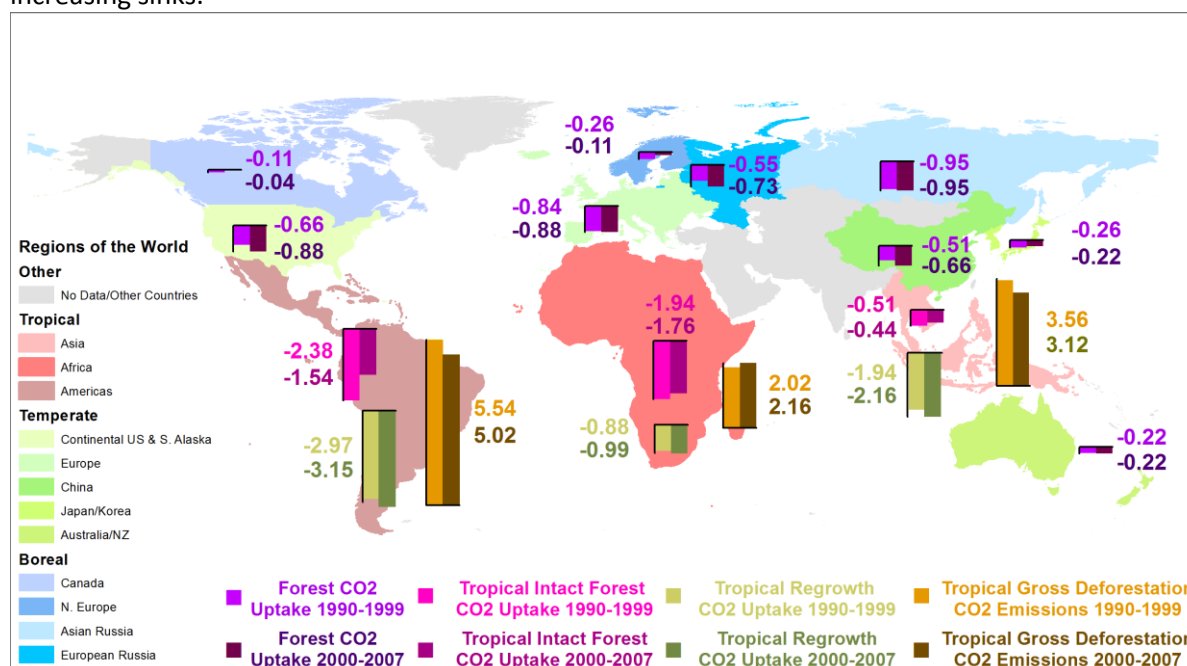 increasing sinks.
-0.26
-0.11
-0.11
-0.04
-0.55
-0.73
-0.95
-0.95
-0.66
-0.88
-0.84
-0.88
-0.51
-0.66
-0.26
-0.22
-1.94
-1.76
-0.51
-0.44
3.56
3.12
-2.38
-1.54
-1.94
-2.16
2.02
2.16
5.54
5.02
-0.88
-0.99
-2.97
-3.15
-0.22
-0.22
Regions of the World
Other
No Data/Other Countries
Tropical
Asia
Africa
Americas
Temperate
Continental US & S. Alaska
Europe
China
Japan/Korea
Australia/NZ
Boreal
Canada
N. Europe
Asian Russia
European Russia
Forest CO2
Uptake 1990-1999
Tropical Intact Forest
CO2 Uptake 1990-1999
Tropical Regrowth
CO2 Uptake 1990-1999
Tropical Gross Deforestation
CO2 Emissions 1990-1999
Forest CO2
Uptake 2000-2007
Tropical Intact Forest
CO2 Uptake 2000-2007
Tropical Regrowth
CO2 Uptake 2000-2007
Tropical Gross Deforestation
CO2 Emissions 2000-2007